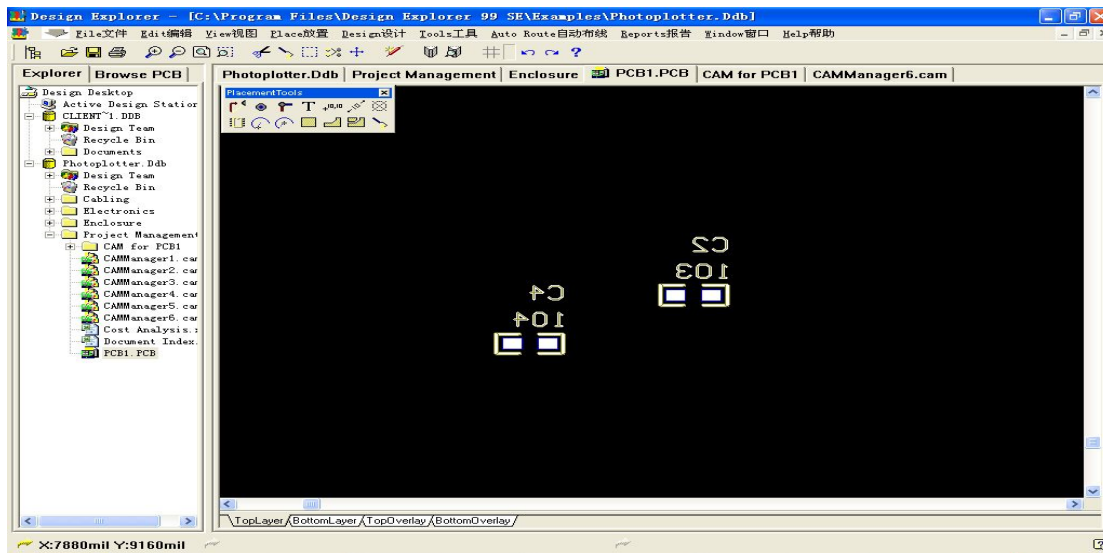 Design Explorer - [C:\Program Files\Design Explorer 99 SE\Examples\Photoplotter.Ddb]
File文件 Edit编辑 View视图 Place放置 Design设计 Tools工具 Auto Route自动布线 Reports报告 Window窗口 Help帮助
Explorer Browse PCB
Photoplotter.Ddb Project Management Enclosure PCB1.PCB CAM for PCB1 CAMManager6.cam
PlacementTools
Design Desktop
Active Design Station
CLIENT~1.DDB
Design Team
Recycle Bin
Documents
Photoplotter.Ddb
Design Team
Recycle Bin
Cabling
Electronics
Enclosure
Project Management
CAM for PCB1
CAMManager1.car
CAMManager2.car
CAMManager3.car
CAMManager4.car
CAMManager5.car
CAMManager6.car
Cost Analysis.
Document Index.
PCB1.PCB
C2
103
C4
104
TopLayer BottomLayer TopOverlay BottomOverlay
X:7880mil Y:9160mil